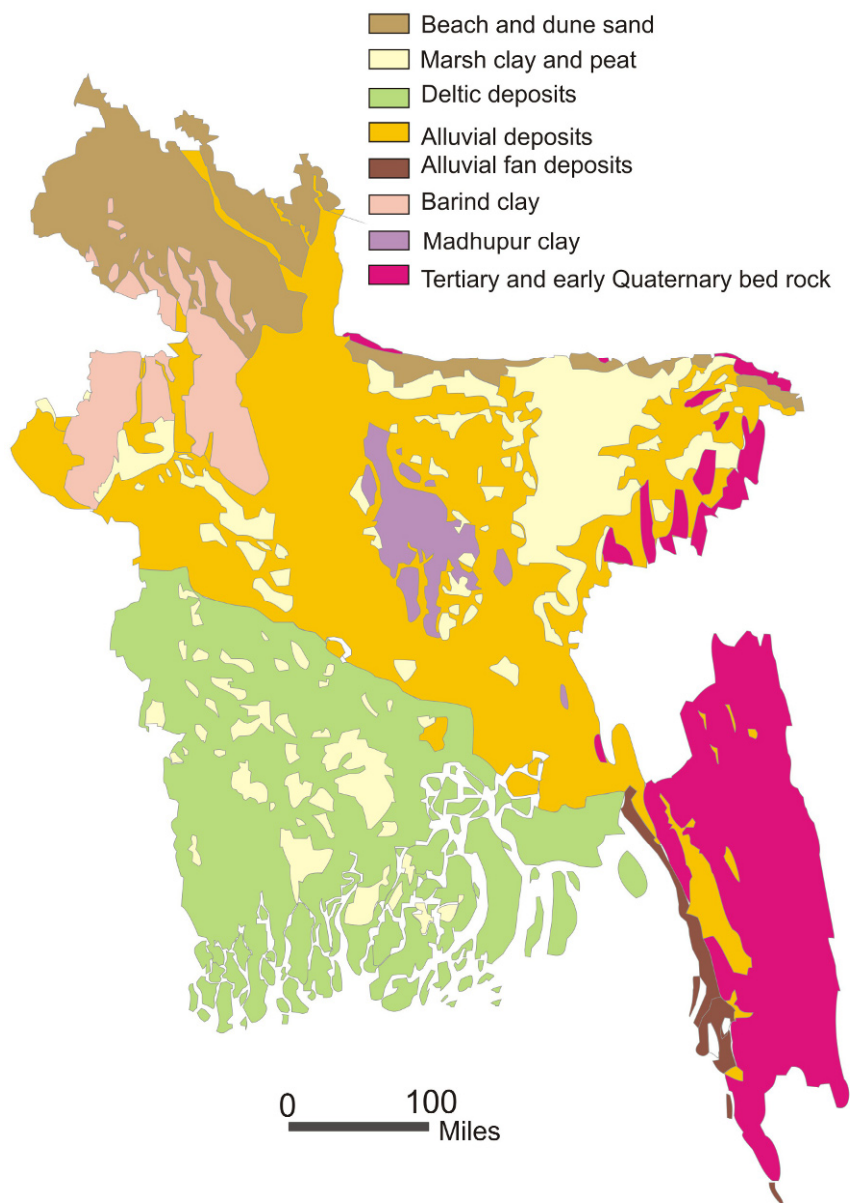 Beach and dune sand
Marsh clay and peat
Deltic deposits
Alluvial deposits
Alluvial fan deposits
Barind clay
Madhupur clay
Tertiary and early Quaternary bed rock
0 100
Miles